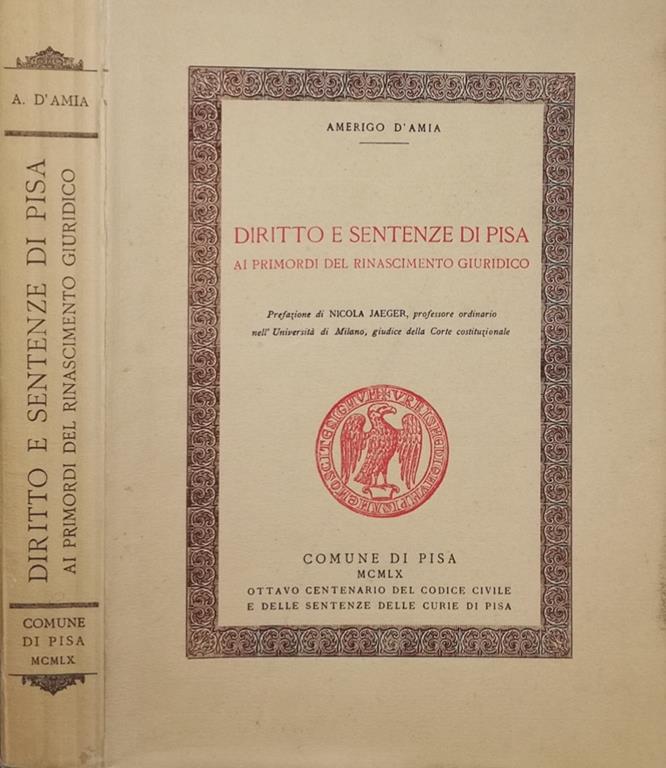 A. D'AMIA
DIRITTO E SENTENZE DI PISA
AI PRIMORDI DEL RINASCIMENTO GIURIDICO
COMUNE
DI PISA
MCMLX
AMERIGO D'AMIA
DIRITTO E SENTENZE DI PISA
AI PRIMORDI DEL RINASCIMENTO GIURIDICO
Prefazione di NICOLA JAEGER, professore ordinario
nell'Università di Milano, giudice della Corte costituzionale
COMUNE DI PISA
MCMLX
OTTAVO CENTENARIO DEL CODICE CIVILE
E DELLE SENTENZE DELLE CURIE DI PISA